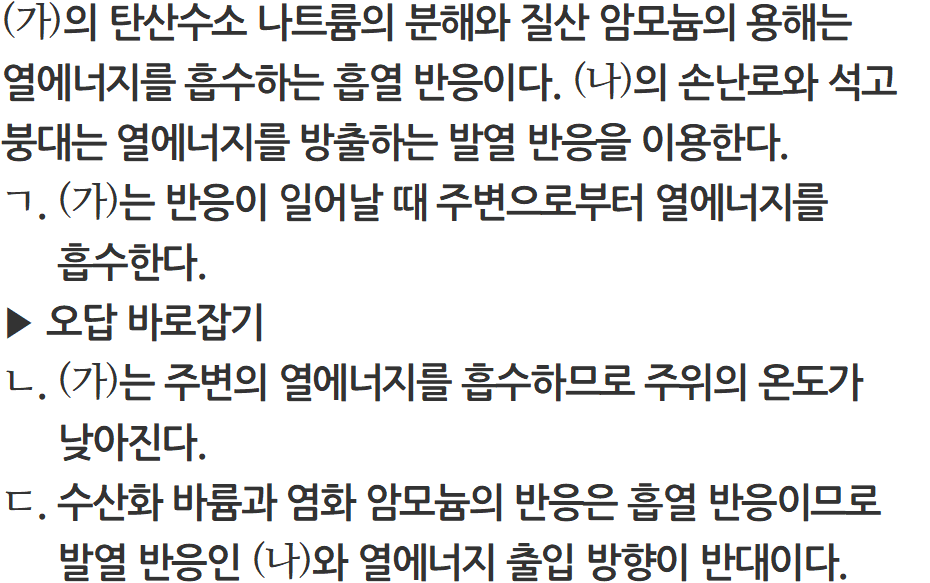 (가)의 탄산수소 나트륨의 분해와 질산 암모늄의 용해는
열에너지를 흡수하는 흡열 반응이다. (나)의 손난로와 석고
붕대는 열에너지를 방출하는 발열 반응을 이용한다.
ㄱ. (가)는 반응이 일어날 때 주변으로부터 열에너지를
흡수한다.
▶ 오답 바로잡기
ㄴ. (가)는 주변의 열에너지를 흡수하므로 주위의 온도가
낮아진다.
ㄷ. 수산화 바륨과 염화 암모늄의 반응은 흡열 반응이므로
발열 반응인 (나)와 열에너지 출입 방향이 반대이다.